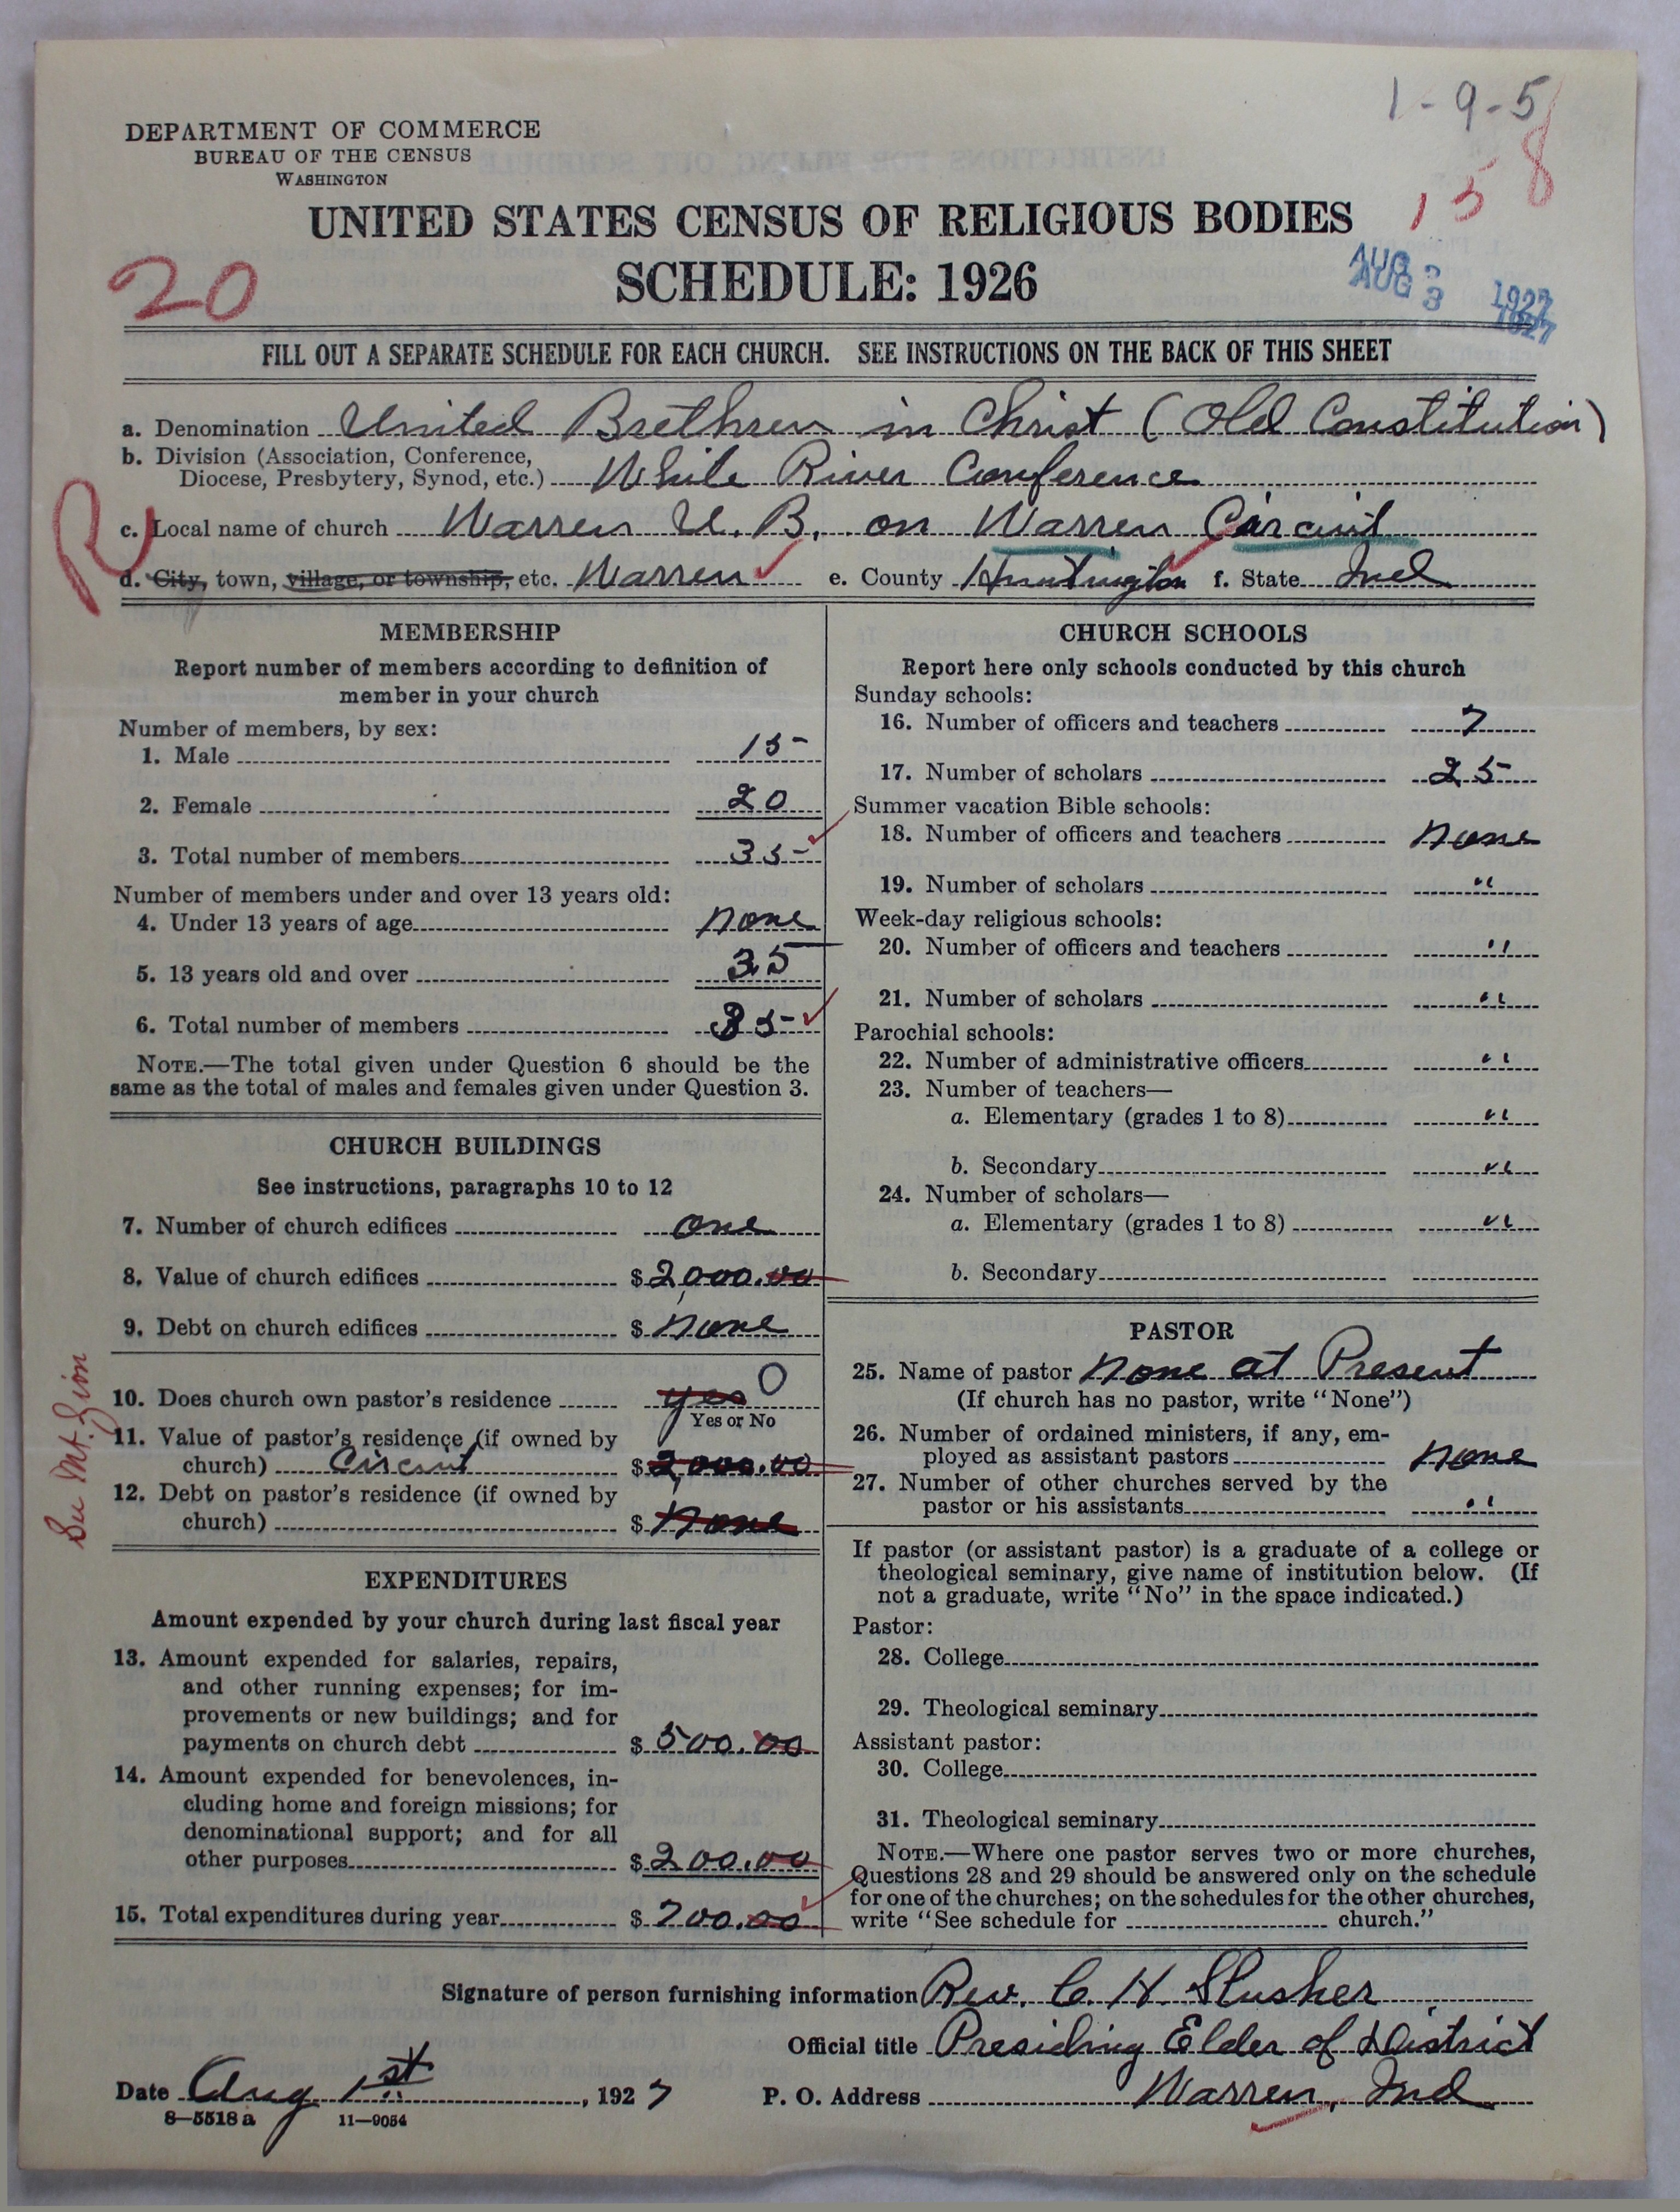 1-9-5
158
DEPARTMENT OF COMMERCE
BUREAU OF THE CENSUS
WASHINGTON
UNITED STATES CENSUS OF RELIGIOUS BODIES
SCHEDULE: 1926
20
AUG 3 1927
AUG 3 1927
FILL OUT A SEPARATE SCHEDULE FOR EACH CHURCH. SEE INSTRUCTIONS ON THE BACK OF THIS SHEET
a. Denomination United Brethren in Christ (Old Constitution)
b. Division (Association, Conference,
Diocese, Presbytery, Synod, etc.) White River Conference
R
c. Local name of church Warren U. B. on Warren Circuit
d. City, town, village, or township, etc. Warren e. County Huntington f. State Ind
MEMBERSHIP
Report number of members according to definition of
member in your church
Number of members, by sex:
1. Male 15
2. Female 20
3. Total number of members 35
Number of members under and over 13 years old:
4. Under 13 years of age none
5. 13 years old and over 35
6. Total number of members 35
NOTE.—The total given under Question 6 should be the
same as the total of males and females given under Question 3.
CHURCH BUILDINGS
See instructions, paragraphs 10 to 12
7. Number of church edifices one
8. Value of church edifices $2,000.00
9. Debt on church edifices $ none
10. Does church own pastor's residence yes 0
Yes or No
11. Value of pastor's residence (if owned by
church) Circuit $2,000.00
12. Debt on pastor's residence (if owned by
church) $ none
See Mt. Zion
EXPENDITURES
Amount expended by your church during last fiscal year
13. Amount expended for salaries, repairs,
and other running expenses; for im-
provements or new buildings; and for
payments on church debt $ 500.00
14. Amount expended for benevolences, in-
cluding home and foreign missions; for
denominational support; and for all
other purposes $ 200.00
15. Total expenditures during year $ 700.00
CHURCH SCHOOLS
Report here only schools conducted by this church
Sunday schools:
16. Number of officers and teachers 7
17. Number of scholars 25
Summer vacation Bible schools:
18. Number of officers and teachers none
19. Number of scholars "
Week-day religious schools:
20. Number of officers and teachers "
21. Number of scholars "
Parochial schools:
22. Number of administrative officers "
23. Number of teachers—
a. Elementary (grades 1 to 8) "
b. Secondary "
24. Number of scholars—
a. Elementary (grades 1 to 8) "
b. Secondary
PASTOR
25. Name of pastor none at Present
(If church has no pastor, write "None")
26. Number of ordained ministers, if any, em-
ployed as assistant pastors none
27. Number of other churches served by the
pastor or his assistants "
If pastor (or assistant pastor) is a graduate of a college or
theological seminary, give name of institution below. (If
not a graduate, write "No" in the space indicated.)
Pastor:
28. College
29. Theological seminary
Assistant pastor:
30. College
31. Theological seminary
NOTE.—Where one pastor serves two or more churches,
Questions 28 and 29 should be answered only on the schedule
for one of the churches; on the schedules for the other churches,
write "See schedule for church."
Signature of person furnishing information Rev. C. H. Slusher
Official title Presiding Elder of District
Date Aug. 1st, 1927 P. O. Address Warren, Ind
8—5518a 11—9054